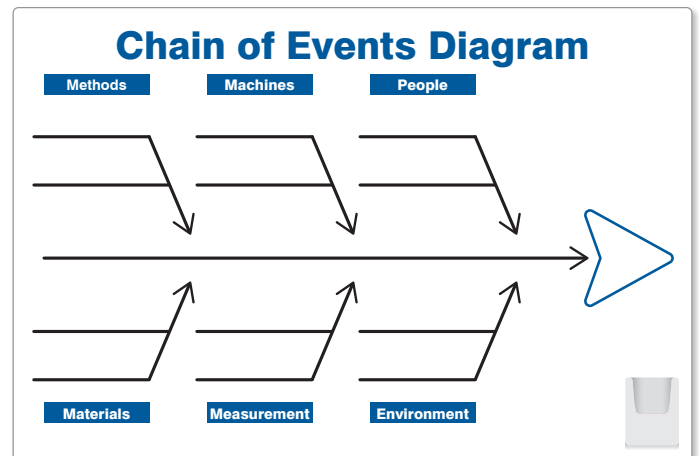 Chain of Events Diagram
Methods Machines People
Materials Measurement Environment